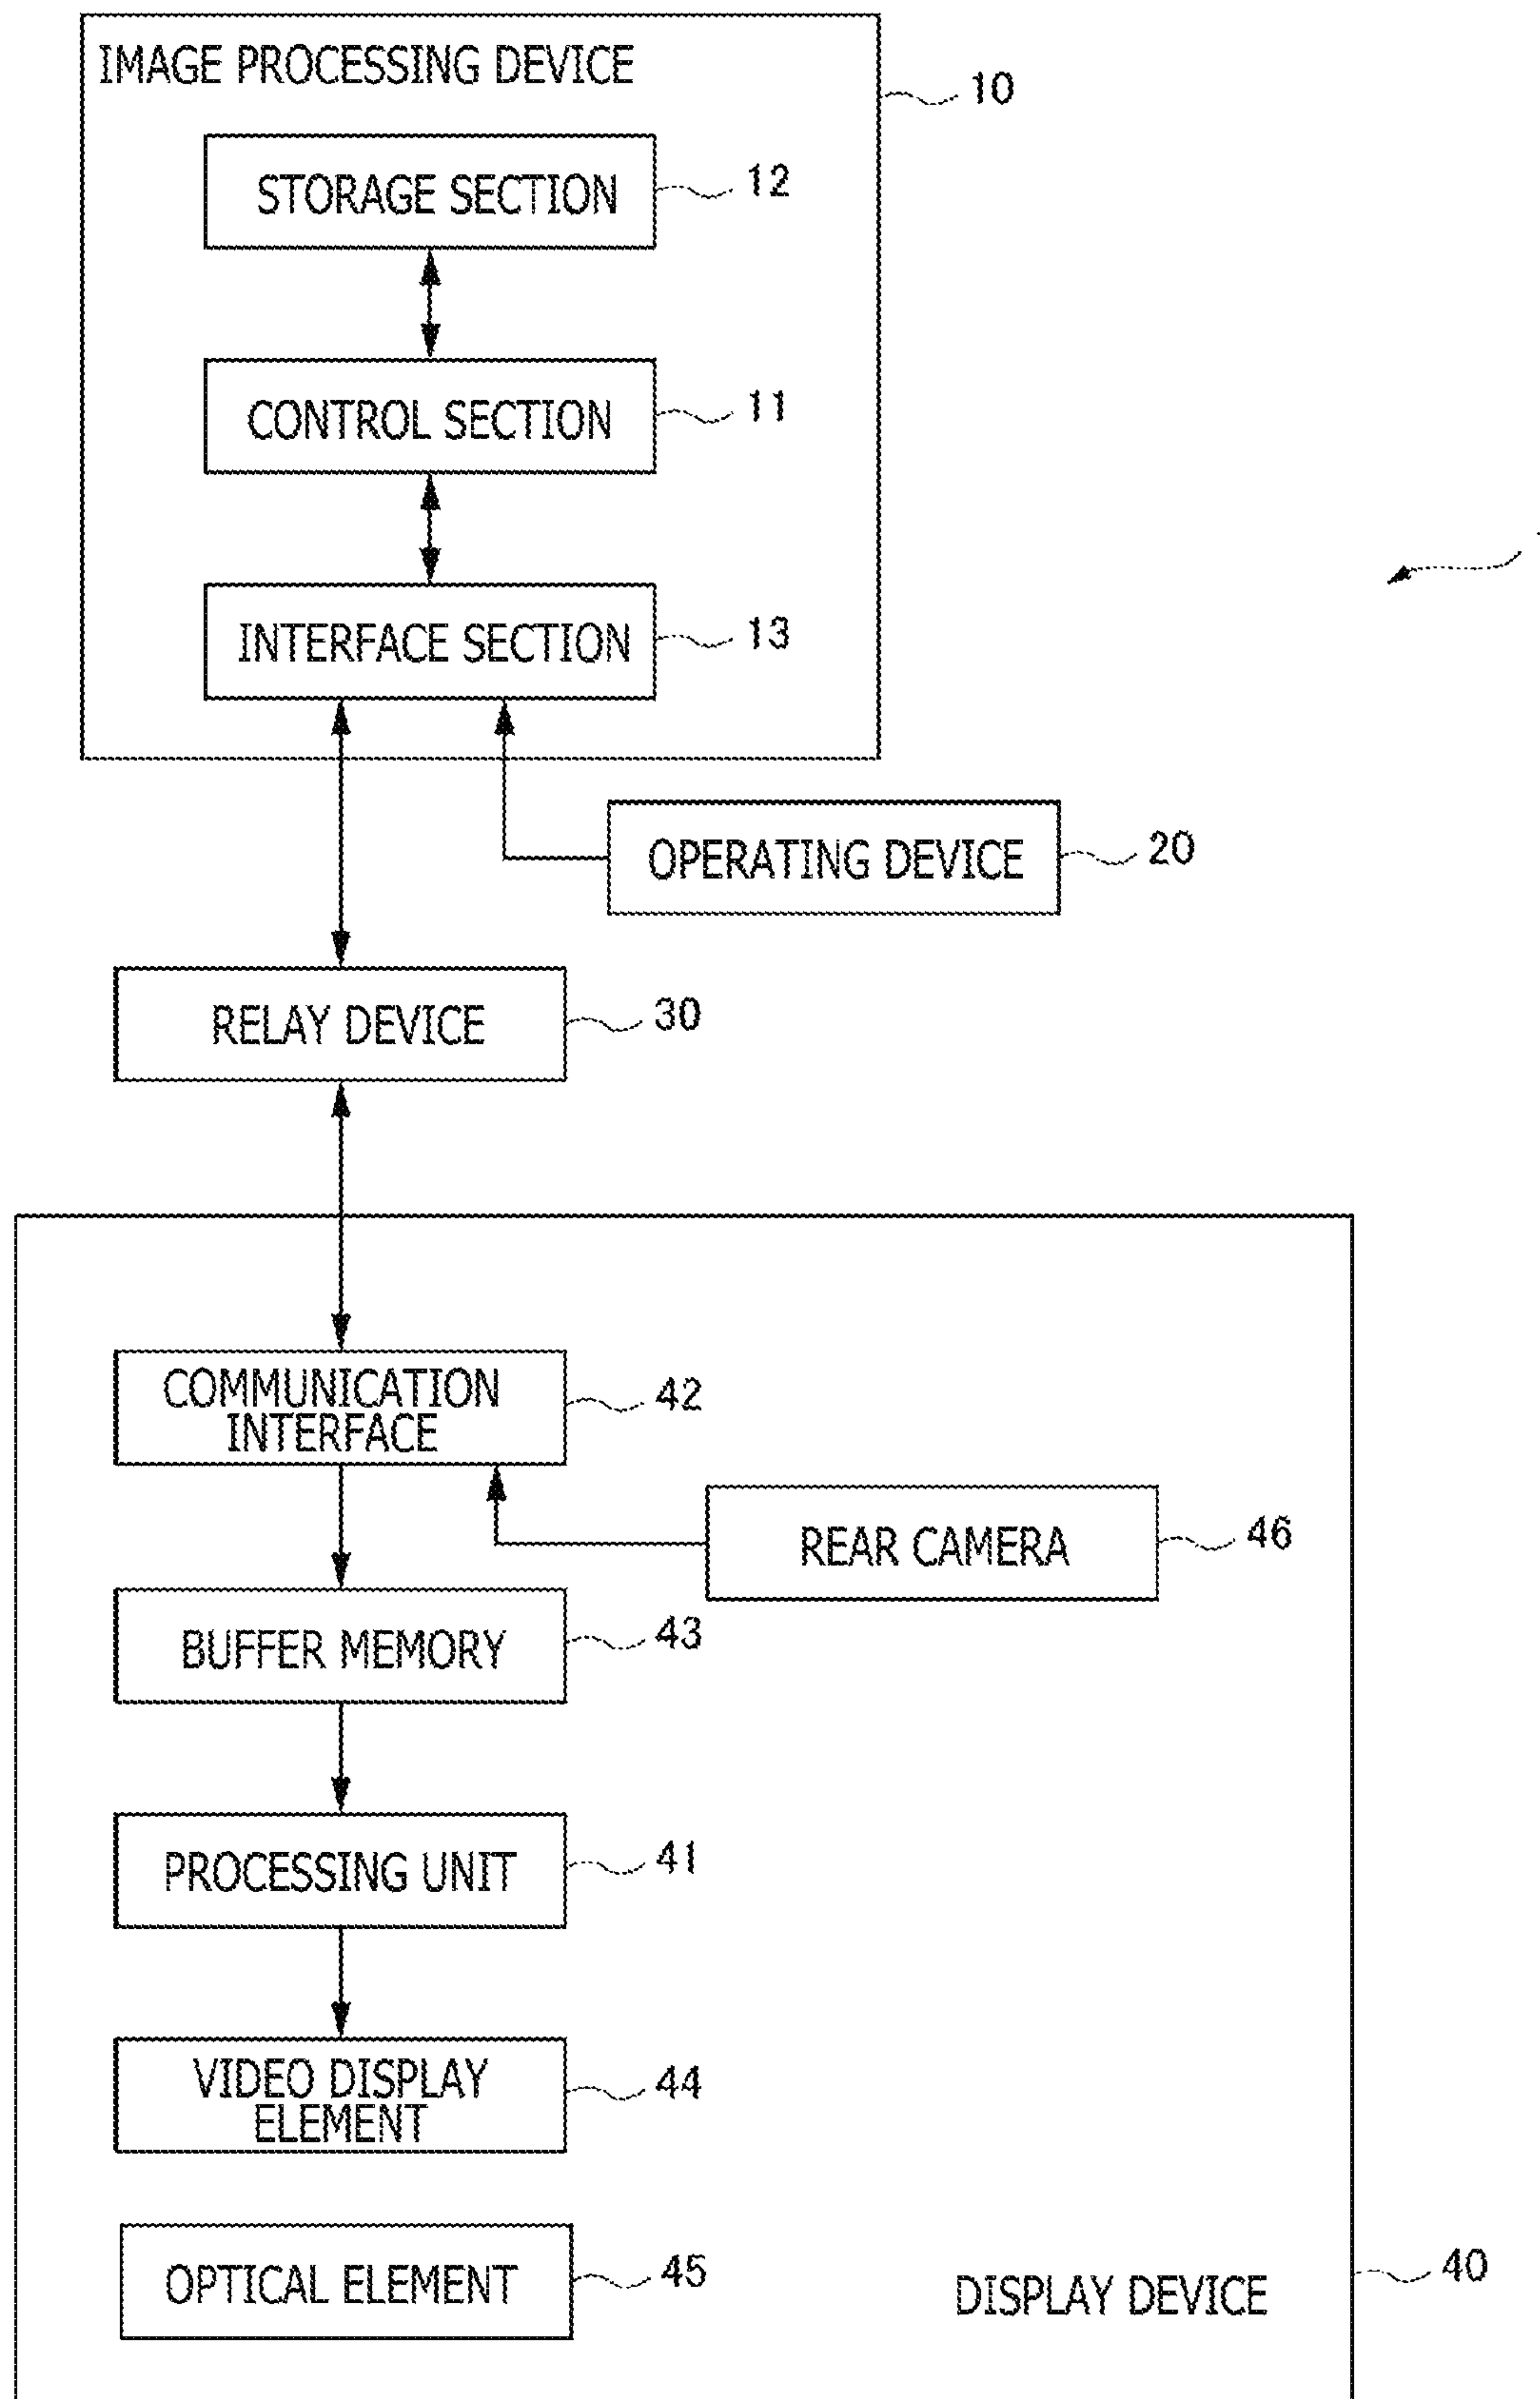 IMAGE PROCESSING DEVICE
10
STORAGE SECTION
12
CONTROL SECTION
11
INTERFACE SECTION
13
OPERATING DEVICE
20
RELAY DEVICE
30
COMMUNICATION
INTERFACE
42
REAR CAMERA
46
BUFFER MEMORY
43
PROCESSING UNIT
41
VIDEO DISPLAY
ELEMENT
44
OPTICAL ELEMENT
45
DISPLAY DEVICE
40